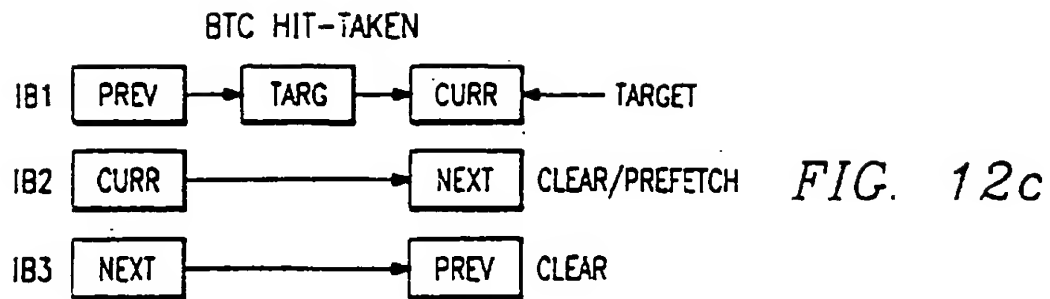 BTC HIT-TAKEN
IB1 PREV TARG CURR TARGET
IB2 CURR NEXT CLEAR/PREFETCH
IB3 NEXT PREV CLEAR
FIG. 12c